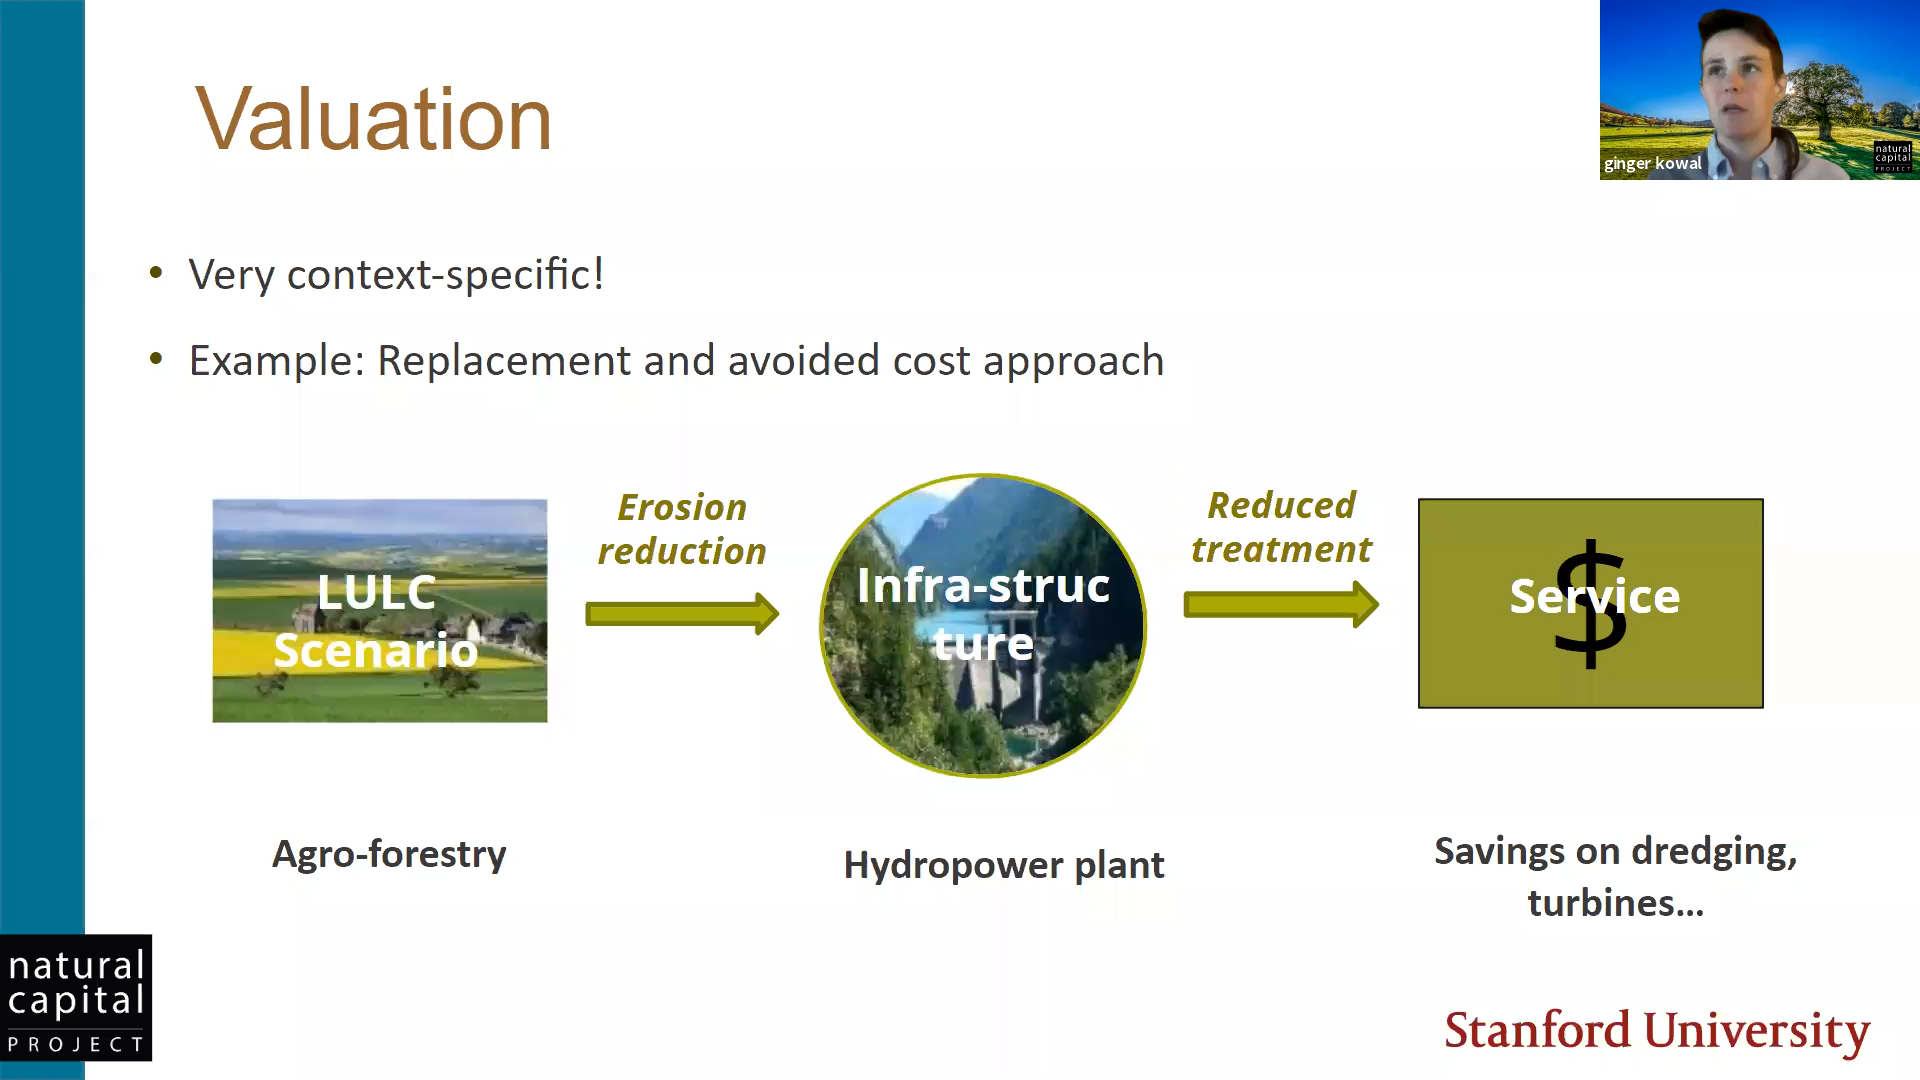 Valuation
ginger kowal
natural
capital
PROJECT
• Very context-specific!
• Example: Replacement and avoided cost approach
LULC
Scenario
Erosion
reduction
Infra-struc
ture
Reduced
treatment
$
Service
Agro-forestry
Hydropower plant
Savings on dredging,
turbines...
natural
capital
PROJECT
Stanford University